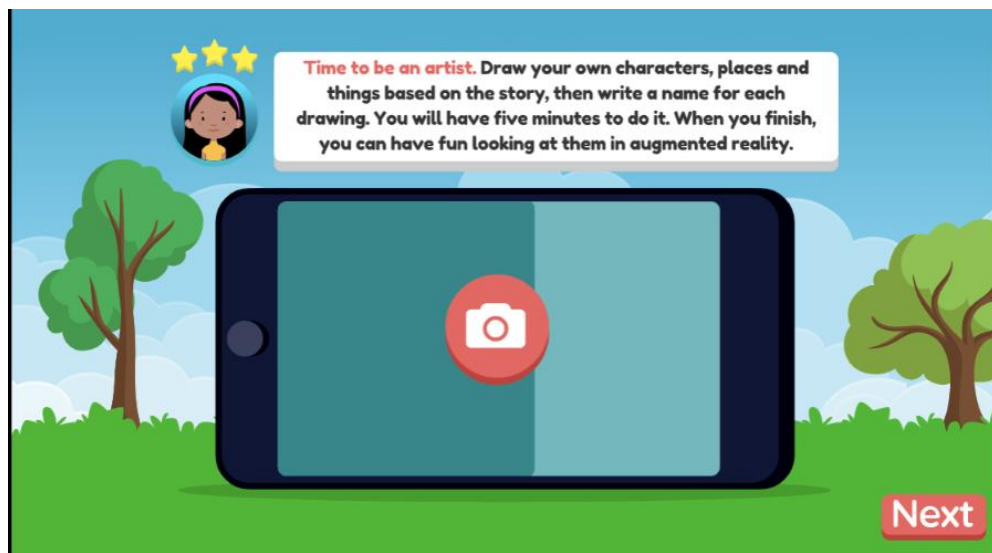 Time to be an artist. Draw your own characters, places and
things based on the story, then write a name for each
drawing. You will have five minutes to do it. When you finish,
you can have fun looking at them in augmented reality.
Next